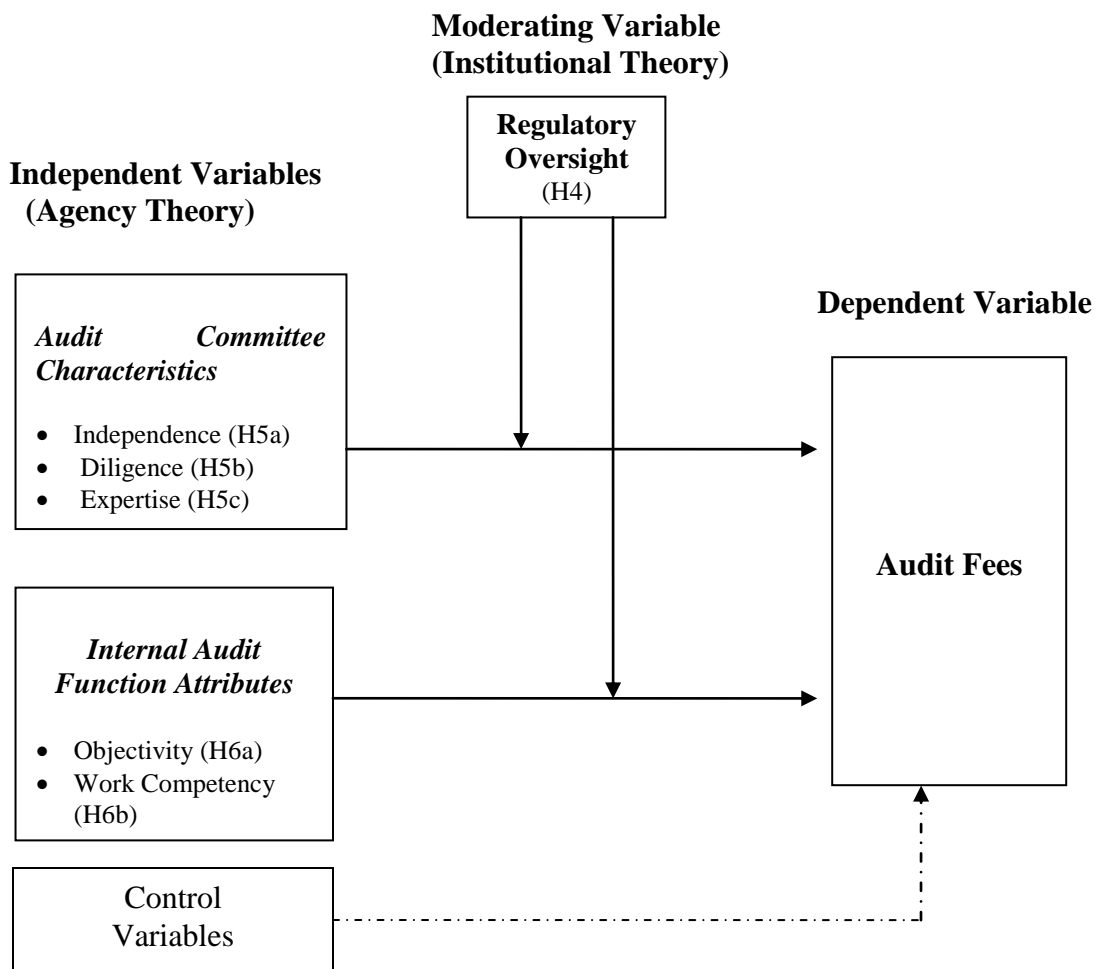 Moderating Variable
(Institutional Theory)
Regulatory
Oversight
(H4)
Independent Variables
(Agency Theory)
Audit Committee
Characteristics
• Independence (H5a)
• Diligence (H5b)
• Expertise (H5c)
Dependent Variable
Audit Fees
Internal Audit
Function Attributes
• Objectivity (H6a)
• Work Competency
(H6b)
Control
Variables